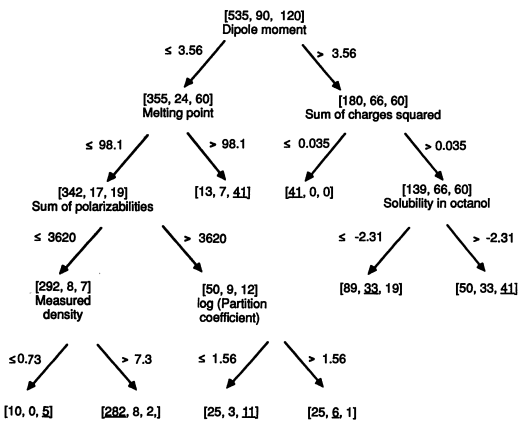 [535, 90, 120]
Dipole moment
≤ 3.56
> 3.56
[355, 24, 60]
Melting point
[180, 66, 60]
Sum of charges squared
≤ 98.1
> 98.1
≤ 0.035
>0.035
[342, 17, 19]
Sum of polarizabilities
[13, 7, 41]
[41, 0, 0]
[139, 66, 60]
Solubility in octanol
≤ 3620
> 3620
≤ -2.31
> -2.31
[292, 8, 7]
Measured
density
[50, 9, 12]
log (Partition
coefficient)
[89, 33, 19]
[50, 33, 41]
≤0.73
> 7.3
≤ 1.56
> 1.56
[10, 0, 5]
[282, 8, 2,]
[25, 3, 11]
[25, 6, 1]